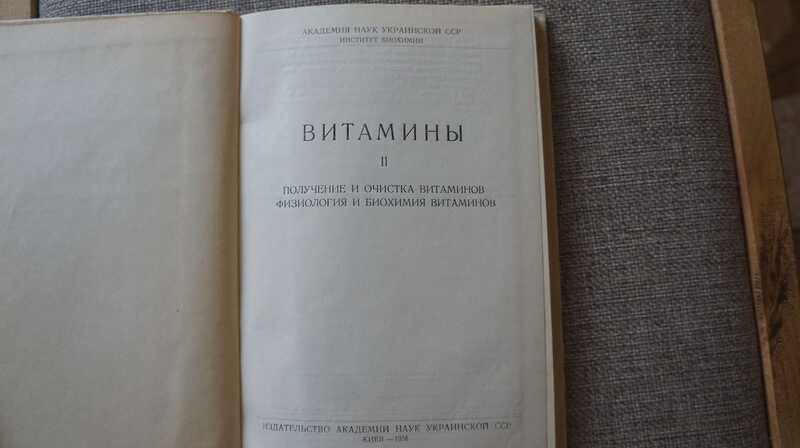 АКАДЕМИЯ НАУК УКРАИНСКОЙ ССР
ИНСТИТУТ БИОХИМИИ
ВИТАМИНЫ
II
ПОЛУЧЕНИЕ И ОЧИСТКА ВИТАМИНОВ
ФИЗИОЛОГИЯ И БИОХИМИЯ ВИТАМИНОВ
ИЗДАТЕЛЬСТВО АКАДЕМИИ НАУК УКРАИНСКОЙ ССР
КИЕВ —